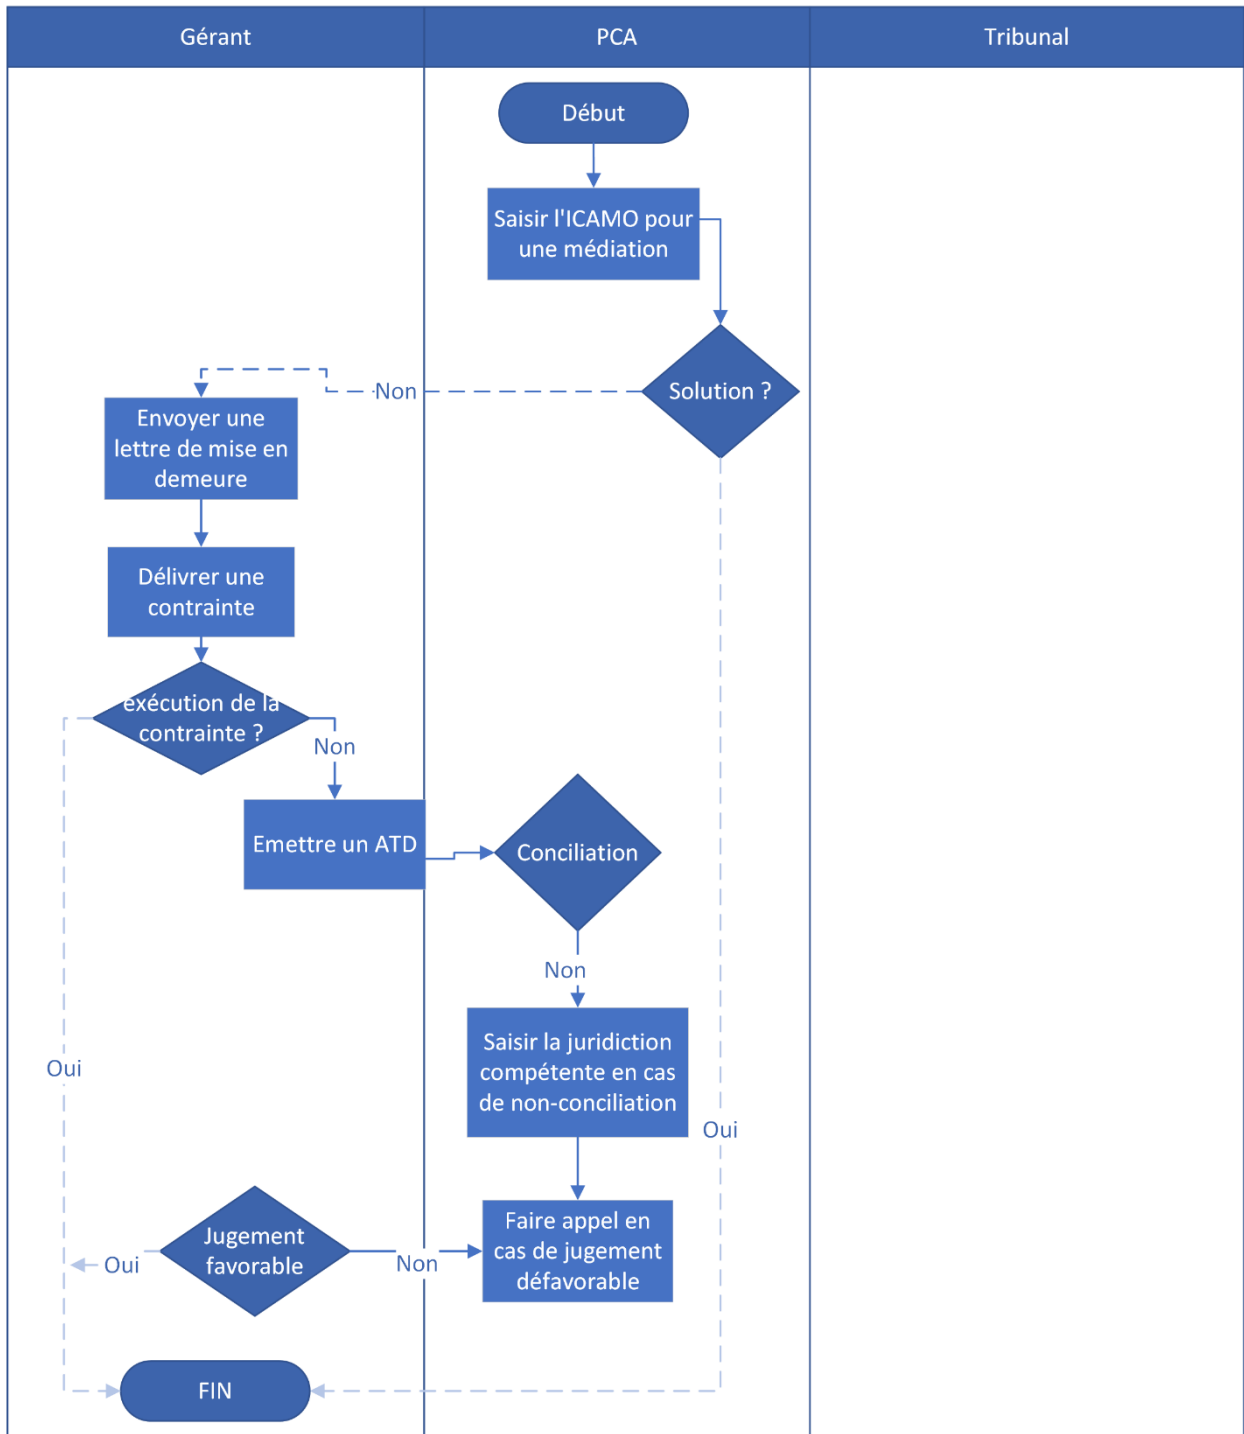 Gérant
PCA
Tribunal
Début
Saisir l'ICAMO pour
une médiation
Solution ?
Non
Envoyer une
lettre de mise en
demeure
Délivrer une
contrainte
exécution de la
contrainte ?
Non
Emettre un ATD
Conciliation
Non
Saisir la juridiction
compétente en cas
de non-conciliation
Oui
Oui
Jugement
favorable
Oui
Non
Faire appel en
cas de jugement
défavorable
FIN